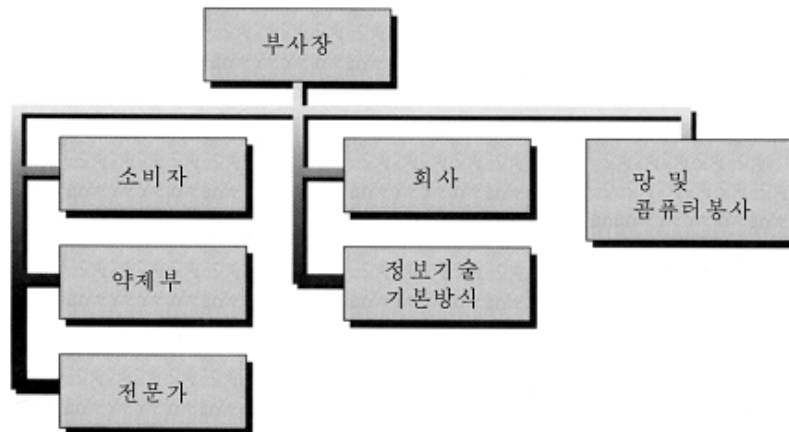 부사장
소비자
회사
망 및
콤퓨터봉사
약제부
정보기술
기본방식
전문가